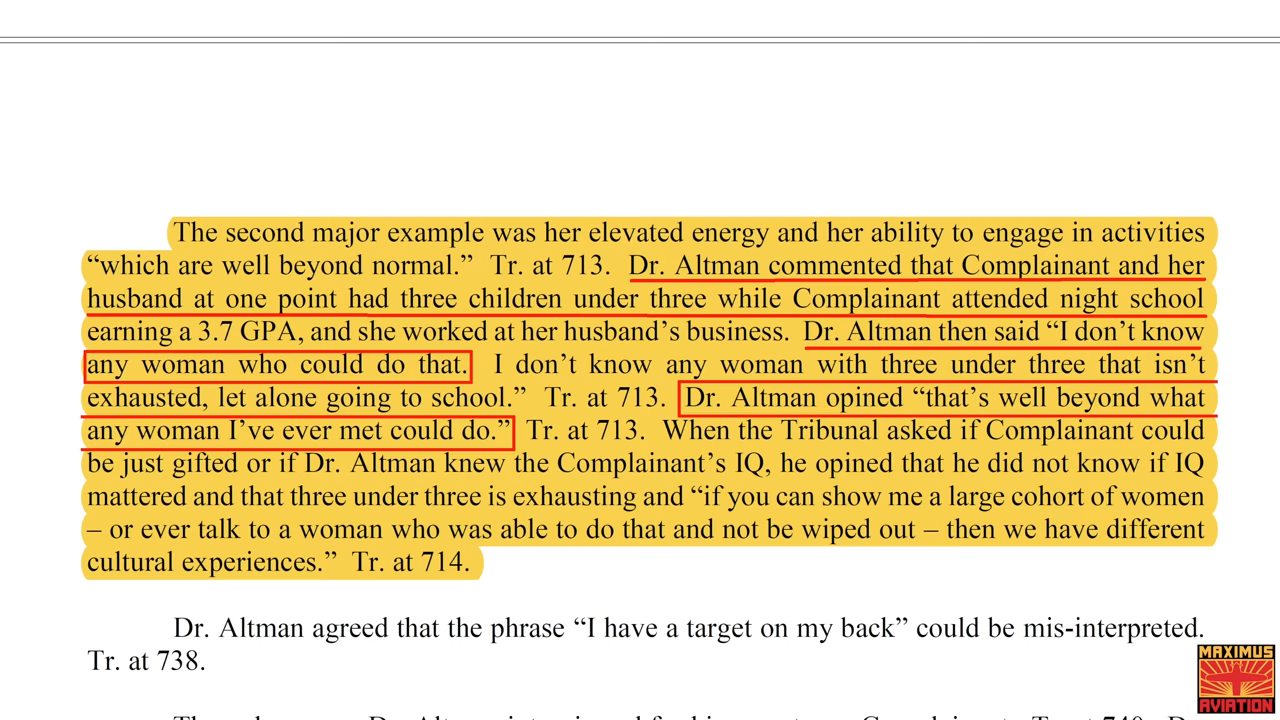 The second major example was her elevated energy and her ability to engage in activities
“which are well beyond normal.” Tr. at 713. Dr. Altman commented that Complainant and her
husband at one point had three children under three while Complainant attended night school
earning a 3.7 GPA, and she worked at her husband’s business. Dr. Altman then said “I don’t know
any woman who could do that. I don’t know any woman with three under three that isn’t
exhausted, let alone going to school.” Tr. at 713. Dr. Altman opined “that’s well beyond what
any woman I’ve ever met could do.” Tr. at 713. When the Tribunal asked if Complainant could
be just gifted or if Dr. Altman knew the Complainant’s IQ, he opined that he did not know if IQ
mattered and that three under three is exhausting and “if you can show me a large cohort of women
– or ever talk to a woman who was able to do that and not be wiped out – then we have different
cultural experiences.” Tr. at 714.
Dr. Altman agreed that the phrase “I have a target on my back” could be mis-interpreted.
Tr. at 738.
MAXIMUS
AVIATION